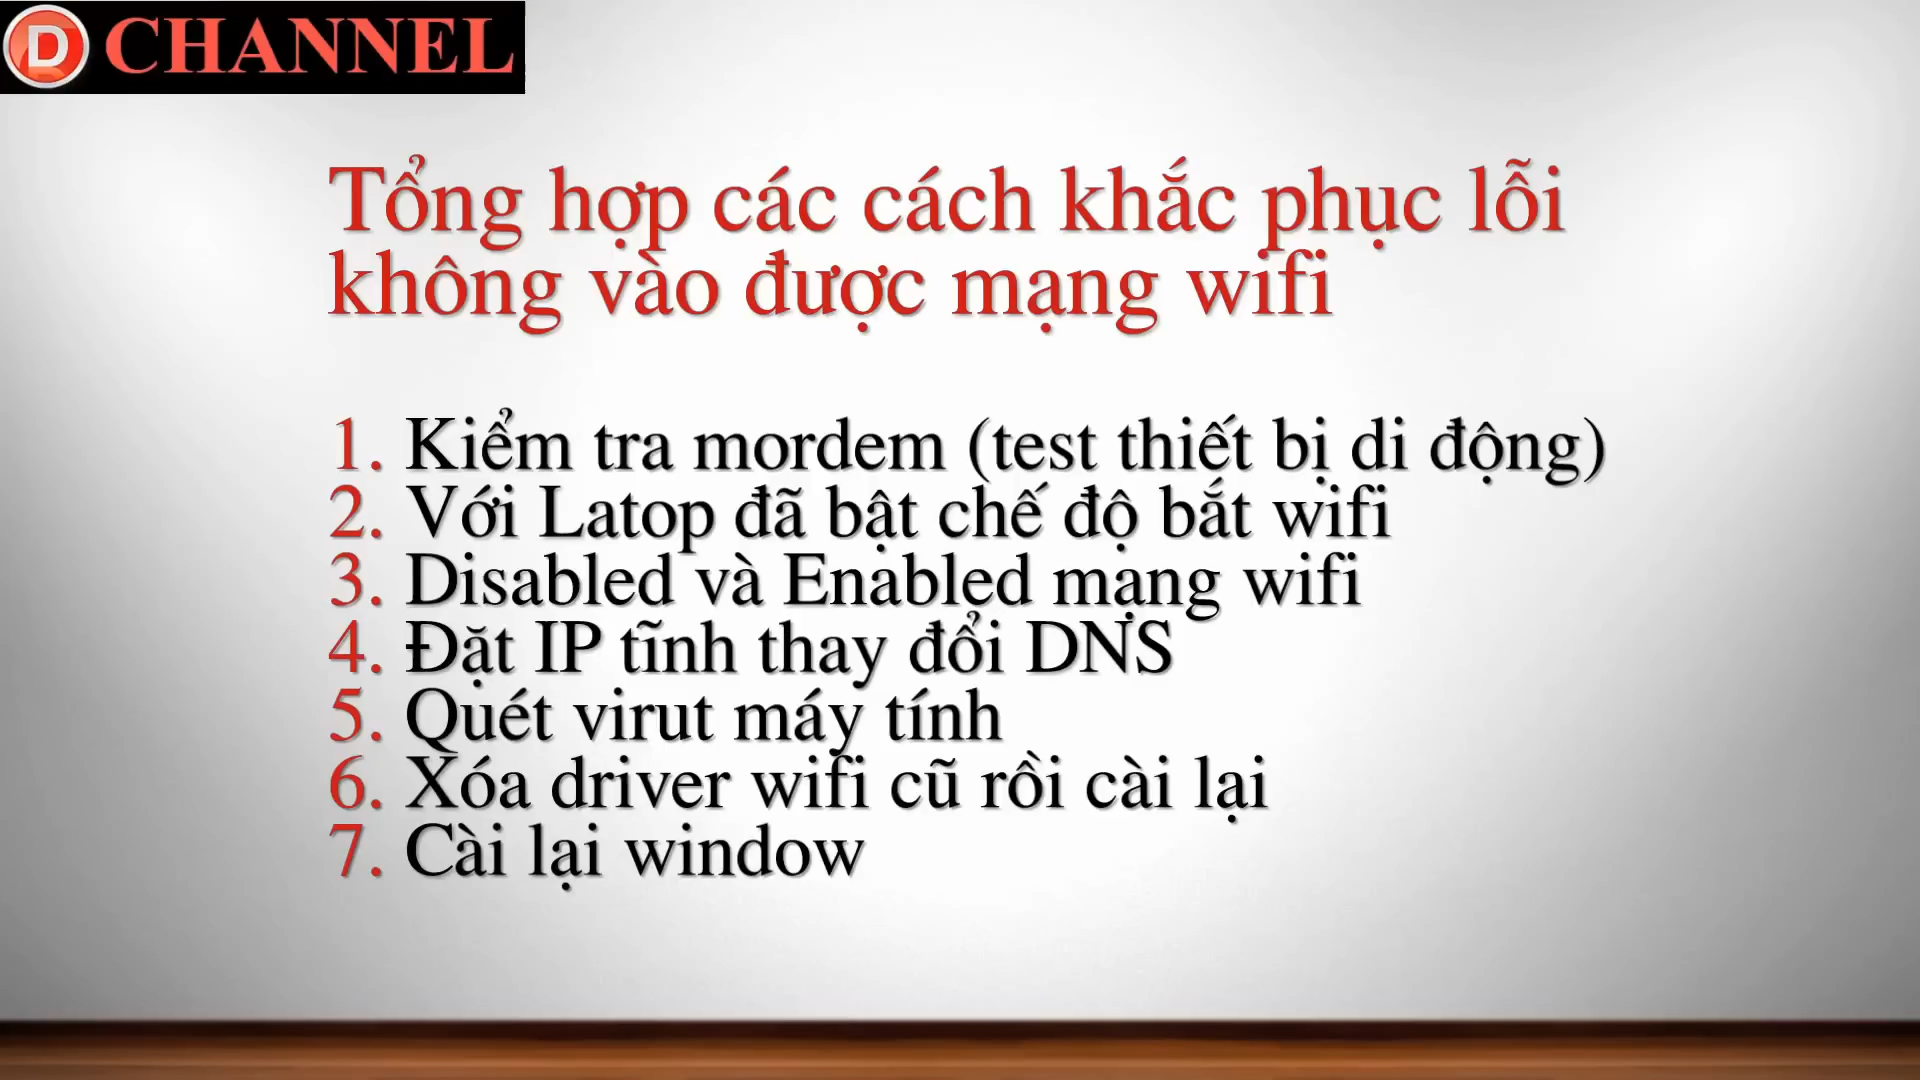 D CHANNEL
Tổng hợp các cách khắc phục lỗi
không vào được mạng wifi
1. Kiểm tra mordem (test thiết bị di động)
2. Với Latop đã bật chế độ bắt wifi
3. Disabled và Enabled mạng wifi
4. Đặt IP tĩnh thay đổi DNS
5. Quét virut máy tính
6. Xóa driver wifi cũ rồi cài lại
7. Cài lại window